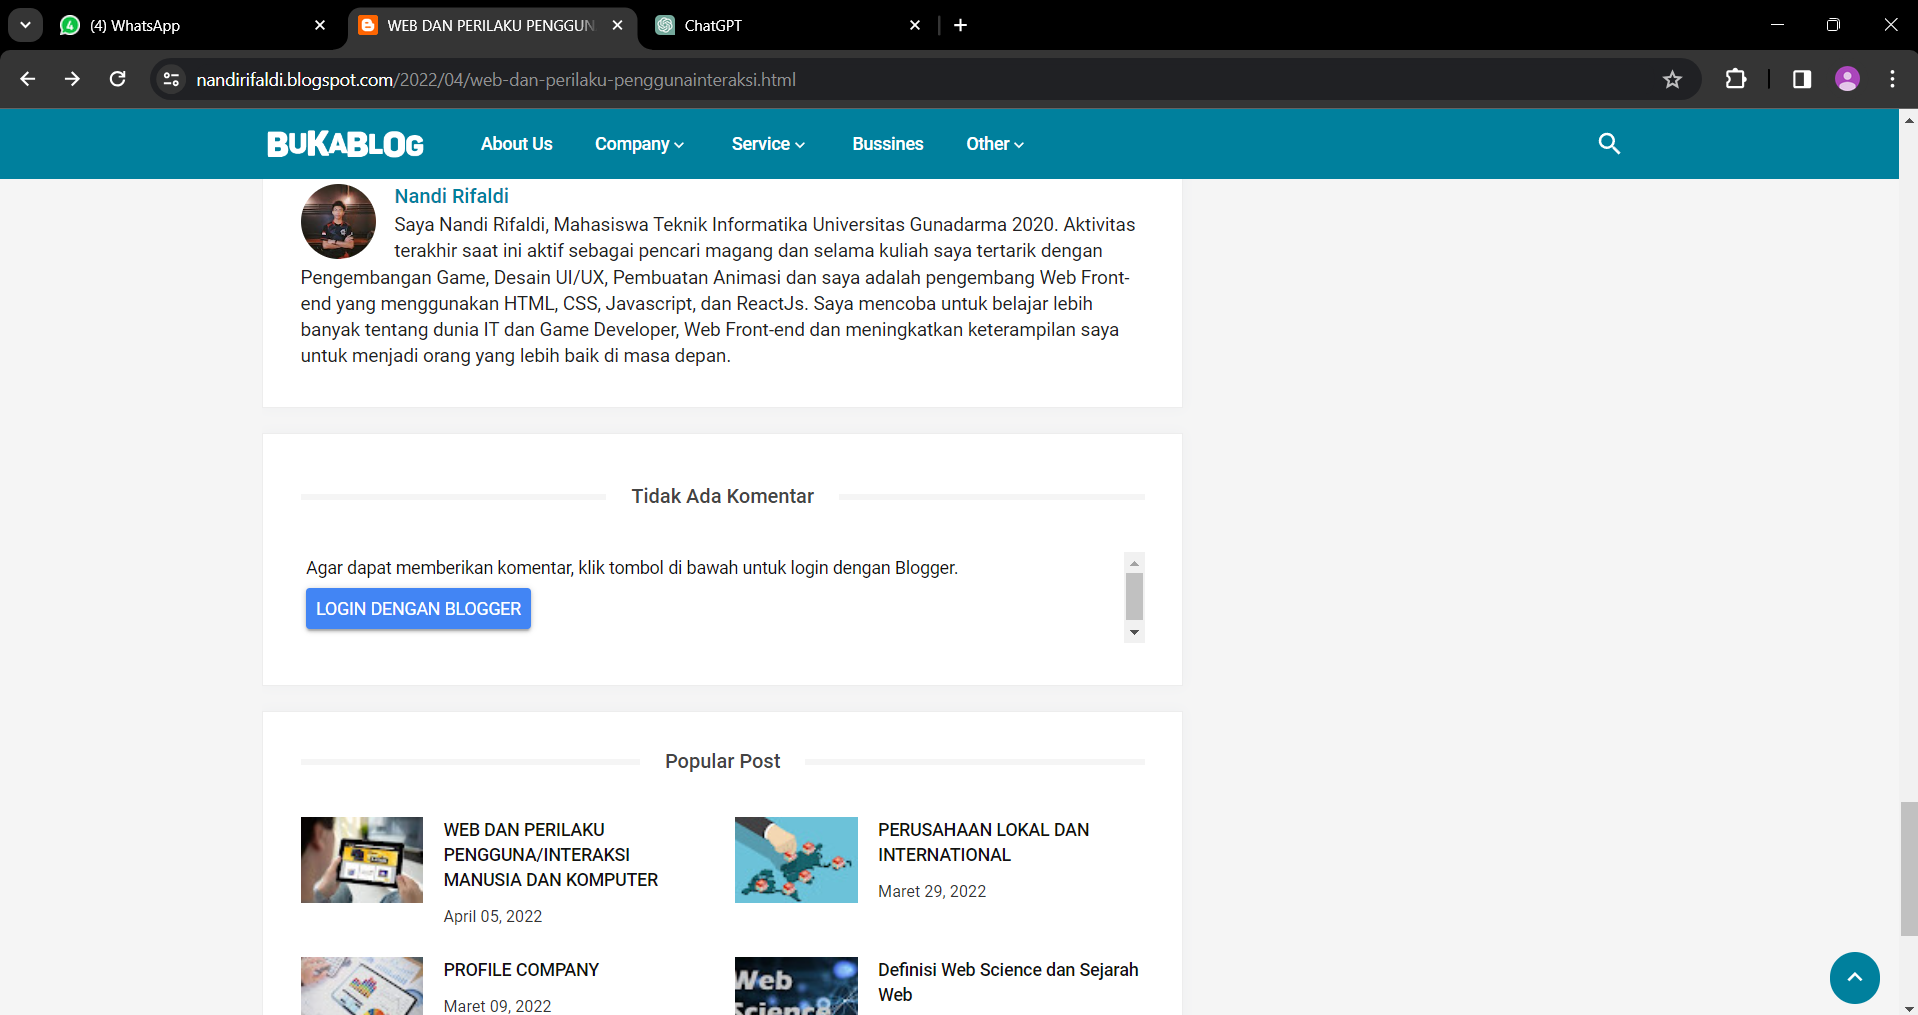 (4) WhatsApp
WEB DAN PERILAKU PENGGUN
ChatGPT
nandirifaldi.blogspot.com/2022/04/web-dan-perilaku-penggunainteraksi.html
BUKABLOG
About Us
Company
Service
Bussines
Other
Nandi Rifaldi
Saya Nandi Rifaldi, Mahasiswa Teknik Informatika Universitas Gunadarma 2020. Aktivitas
terakhir saat ini aktif sebagai pencari magang dan selama kuliah saya tertarik dengan
Pengembangan Game, Desain UI/UX, Pembuatan Animasi dan saya adalah pengembang Web Front-
end yang menggunakan HTML, CSS, Javascript, dan ReactJs. Saya mencoba untuk belajar lebih
banyak tentang dunia IT dan Game Developer, Web Front-end dan meningkatkan keterampilan saya
untuk menjadi orang yang lebih baik di masa depan.
Tidak Ada Komentar
Agar dapat memberikan komentar, klik tombol di bawah untuk login dengan Blogger.
LOGIN DENGAN BLOGGER
Popular Post
WEB DAN PERILAKU
PENGGUNA/INTERAKSI
MANUSIA DAN KOMPUTER
April 05, 2022
PERUSAHAAN LOKAL DAN
INTERNATIONAL
Maret 29, 2022
PROFILE COMPANY
Maret 09, 2022
Web
Science
Definisi Web Science dan Sejarah
Web